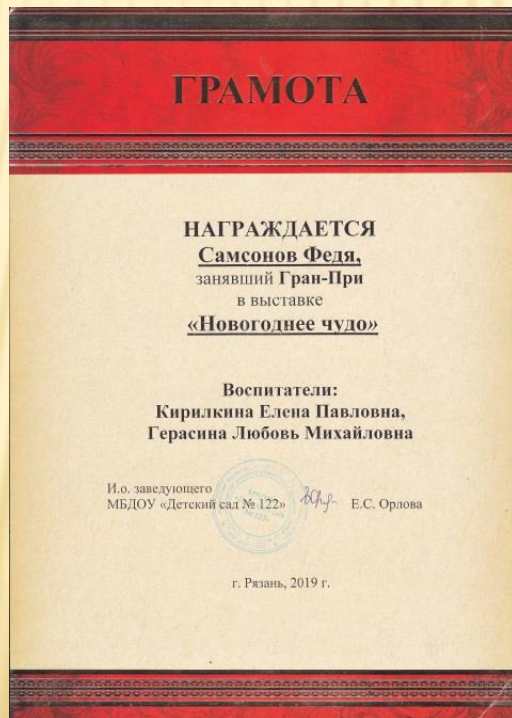 ГРАМОТА
НАГРАЖДАЕТСЯ
Самсонов Федя,
занявший Гран-При
в выставке
«Новогоднее чудо»
Воспитатели:
Кирилкина Елена Павловна,
Герасина Любовь Михайловна
И.о. заведующего
МБДОУ «Детский сад № 122» Е.С. Орлова
г. Рязань, 2019 г.